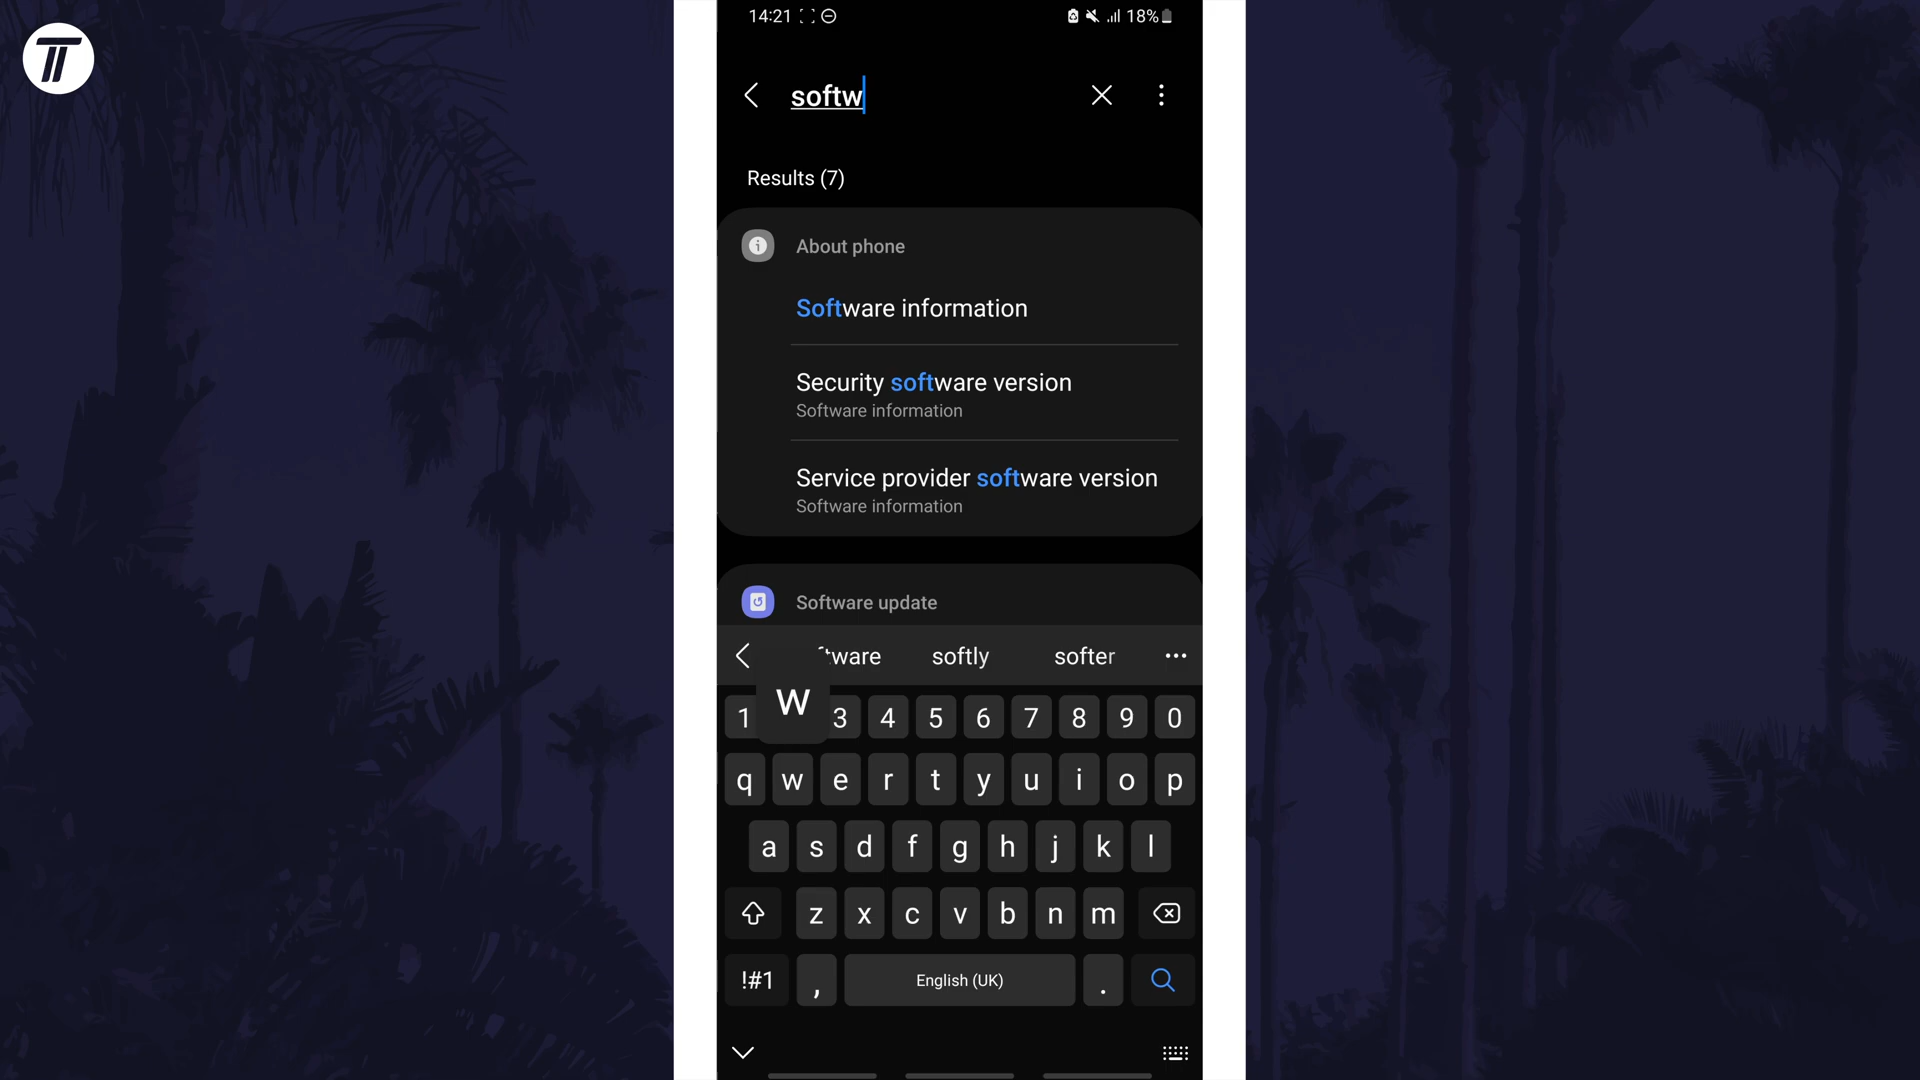 14:21
18%
softw
Results (7)
About phone
Software information
Security software version
Software information
Service provider software version
Software information
Software update
tware softly softer
w
1 3 4 5 6 7 8 9 0
q w e r t y u i o p
a s d f g h j k l
z x c v b n m
!#1 , English (UK) .